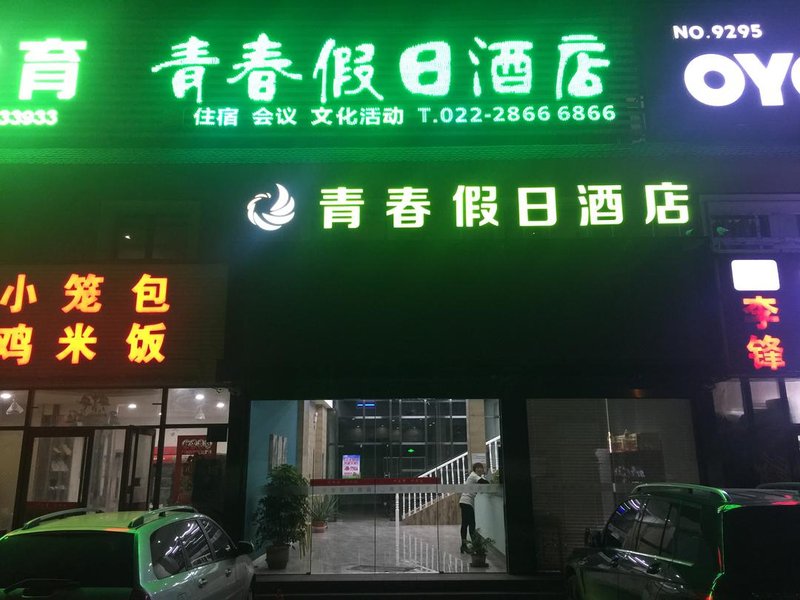 育
33933
青春假日酒店
住宿 会议 文化活动 T.022-2866 6866
NO.9295
OYO
青春假日酒店
小笼包
鸡米饭
李锋